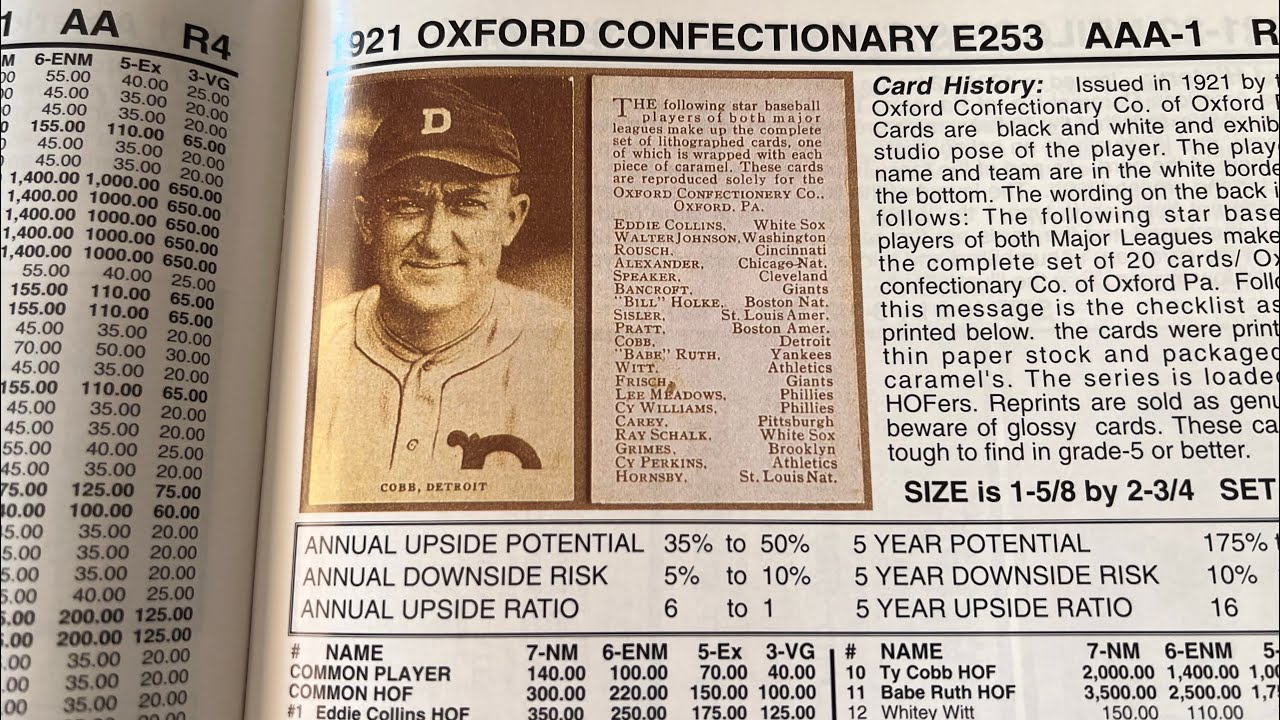 1 AA R4
M 6-ENM 5-Ex 3-VG
00 55.00 40.00 25.00
0 45.00 35.00 20.00
45.00 35.00 20.00
0 155.00 110.00 65.00
45.00 35.00 20.00
45.00 35.00 20.00
1,400.00 1,000.00 650.00
1,400.00 1000.00 650.00
1,400.00 1000.00 650.00
1,400.00 1000.00 650.00
1,400.00 1000.00 650.00
55.00 40.00 25.00
155.00 110.00 65.00
155.00 110.00 65.00
45.00 35.00 20.00
70.00 50.00 30.00
45.00 35.00 20.00
155.00 110.00 65.00
45.00 35.00 20.00
45.00 35.00 20.00
55.00 40.00 25.00
45.00 35.00 20.00
75.00 125.00 75.00
40.00 100.00 60.00
5.00 35.00 20.00
5.00 35.00 20.00
5.00 35.00 20.00
5.00 40.00 25.00
.00 200.00 125.00
.00 200.00 125.00
.00 35.00 20.00
.00 35.00 20.00
.00 35.00 20.00
1921 OXFORD CONFECTIONARY E253 AAA-1 R
D
COBB, DETROIT
THE following star baseball
players of both major
leagues make up the complete
set of lithographed cards, one
of which is wrapped with each
piece of caramel. These cards
are reproduced solely for the
OXFORD CONFECTIONERY CO.,
OXFORD, PA.
EDDIE COLLINS, White Sox
WALTER JOHNSON, Washington
ROUSCH, Cincinnati
ALEXANDER, Chicago Nat.
SPEAKER, Cleveland
BANCROFT, Giants
"BILL" HOLKE, Boston Nat.
SISLER, St. Louis Amer.
PRATT, Boston Amer.
COBB, Detroit
"BABE" RUTH, Yankees
WITT, Athletics
FRISCH, Giants
LEE MEADOWS, Phillies
CY WILLIAMS, Phillies
CAREY, Pittsburgh
RAY SCHALK, White Sox
GRIMES, Brooklyn
CY PERKINS, Athletics
HORNSBY, St. Louis Nat.
Card History: Issued in 1921 by
Oxford Confectionary Co. of Oxford
Cards are black and white and exhib
studio pose of the player. The play
name and team are in the white borde
the bottom. The wording on the back i
follows: The following star base
players of both Major Leagues make
the complete set of 20 cards/ Ox
confectionary Co. of Oxford Pa. Follo
this message is the checklist as
printed below. the cards were print
thin paper stock and packaged
caramel's. The series is loaded
HOFers. Reprints are sold as genu
beware of glossy cards. These ca
tough to find in grade-5 or better.
SIZE is 1-5/8 by 2-3/4 SET
ANNUAL UPSIDE POTENTIAL 35% to 50% 5 YEAR POTENTIAL 175% t
ANNUAL DOWNSIDE RISK 5% to 10% 5 YEAR DOWNSIDE RISK 10%
ANNUAL UPSIDE RATIO 6 to 1 5 YEAR UPSIDE RATIO 16
# NAME 7-NM 6-ENM 5-Ex 3-VG
COMMON PLAYER 140.00 100.00 70.00 40.00
COMMON HOF 300.00 220.00 150.00 100.00
#1 Eddie Collins HOF 350.00 250.00 175.00 125.00
# NAME 7-NM 6-ENM 5-
10 Ty Cobb HOF 2,000.00 1,400.00 1,00
11 Babe Ruth HOF 3,500.00 2,500.00 1,7
12 Whitey Witt 150.00 110.00